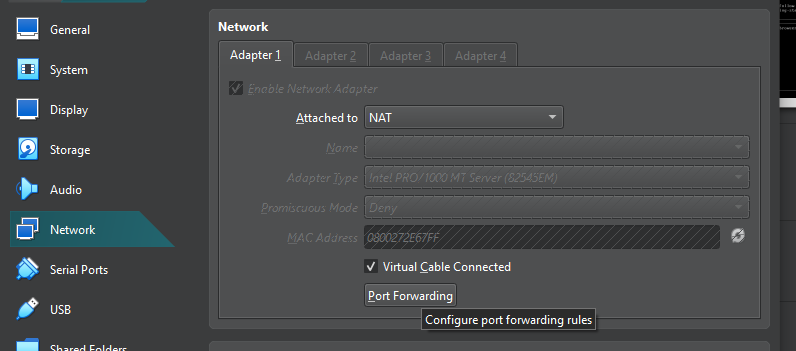 Network
General
Adapter 1
Adapter 2
Adapter 3
Adapter 4
System
Enable Network Adapter
Display
Attached to
NAT
Name
Storage
Adapter Type
Intel PRO/1000 MT Server (82545EM)
Audio
Promiscuous Mode
Deny
Network
MAC Address
0800272E67FF
Serial Ports
Virtual Cable Connected
USB
Port Forwarding
Configure port forwarding rules
Shared Folders